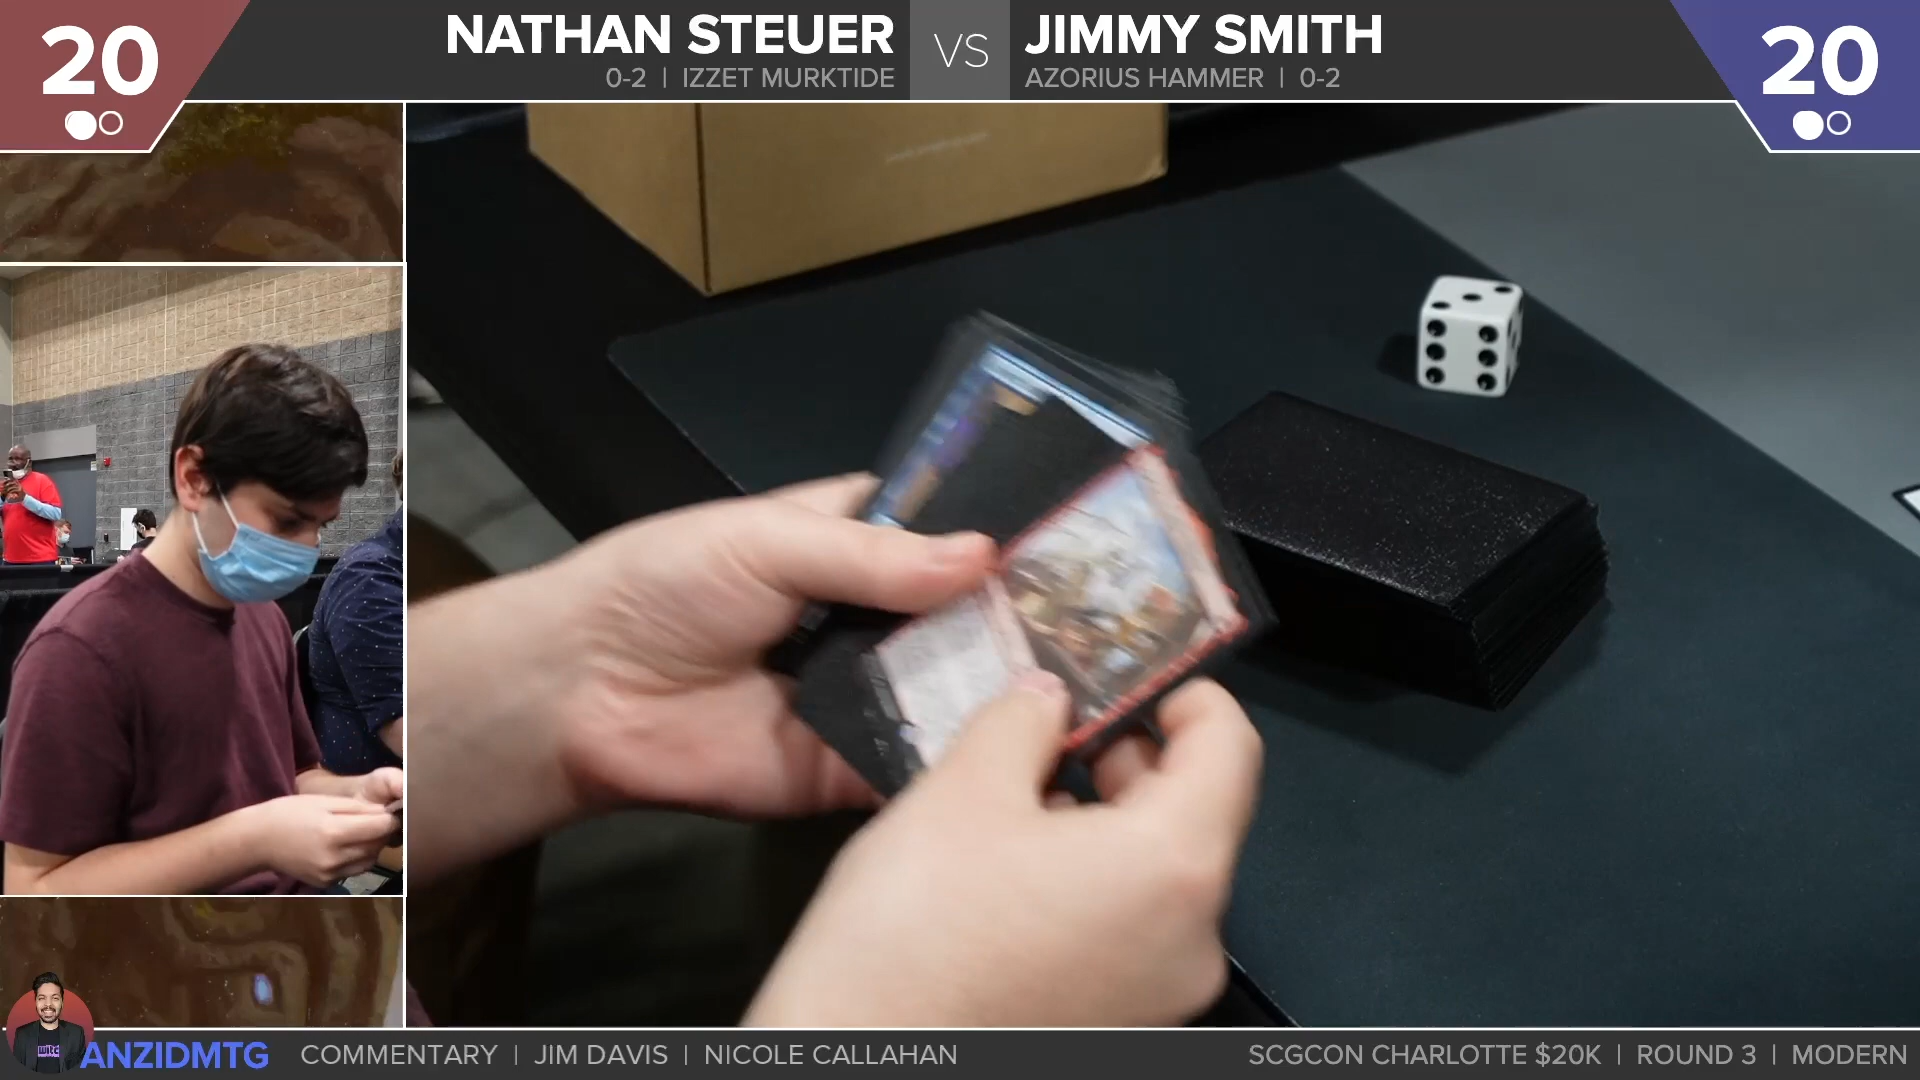 20
NATHAN STEUER
VS
JIMMY SMITH
20
0-2 | IZZET MURKTIDE
AZORIUS HAMMER | 0-2
ANZIDMTG
COMMENTARY | JIM DAVIS | NICOLE CALLAHAN
SCGCON CHARLOTTE $20K | ROUND 3 | MODERN